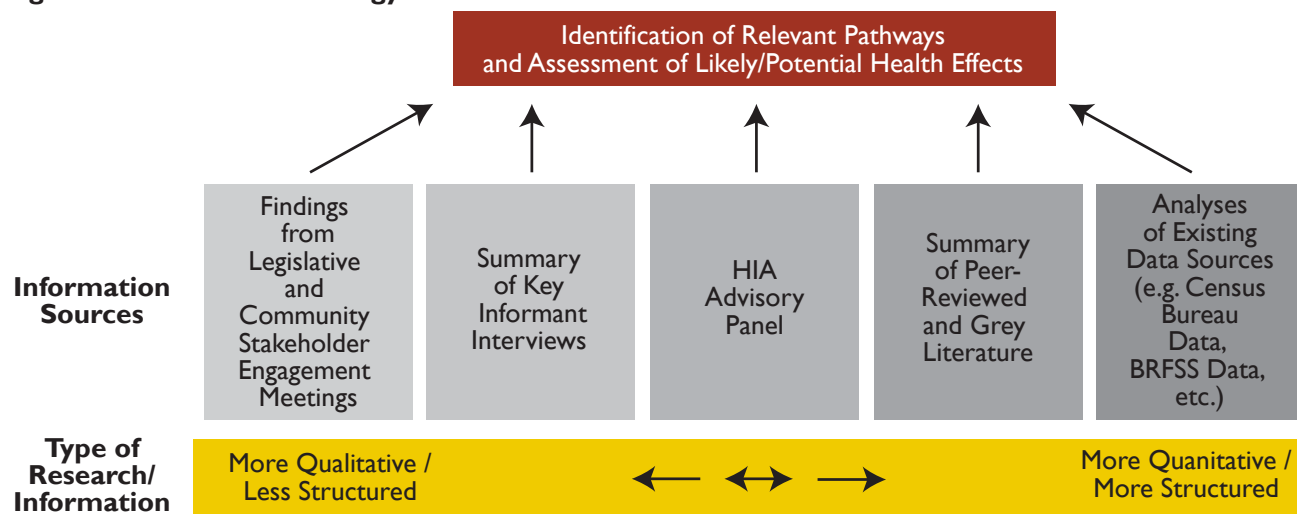 Identification of Relevant Pathways
and Assessment of Likely/Potential Health Effects
Information
Sources
Findings
from
Legislative
and
Community
Stakeholder
Engagement
Meetings
Summary
of Key
Informant
Interviews
HIA
Advisory
Panel
Summary
of Peer-
Reviewed
and Grey
Literature
Analyses
of Existing
Data Sources
(e.g. Census
Bureau
Data,
BRFSS Data,
etc.)
Type of
Research/
Information
More Qualitative /
Less Structured
More Quanitative /
More Structured